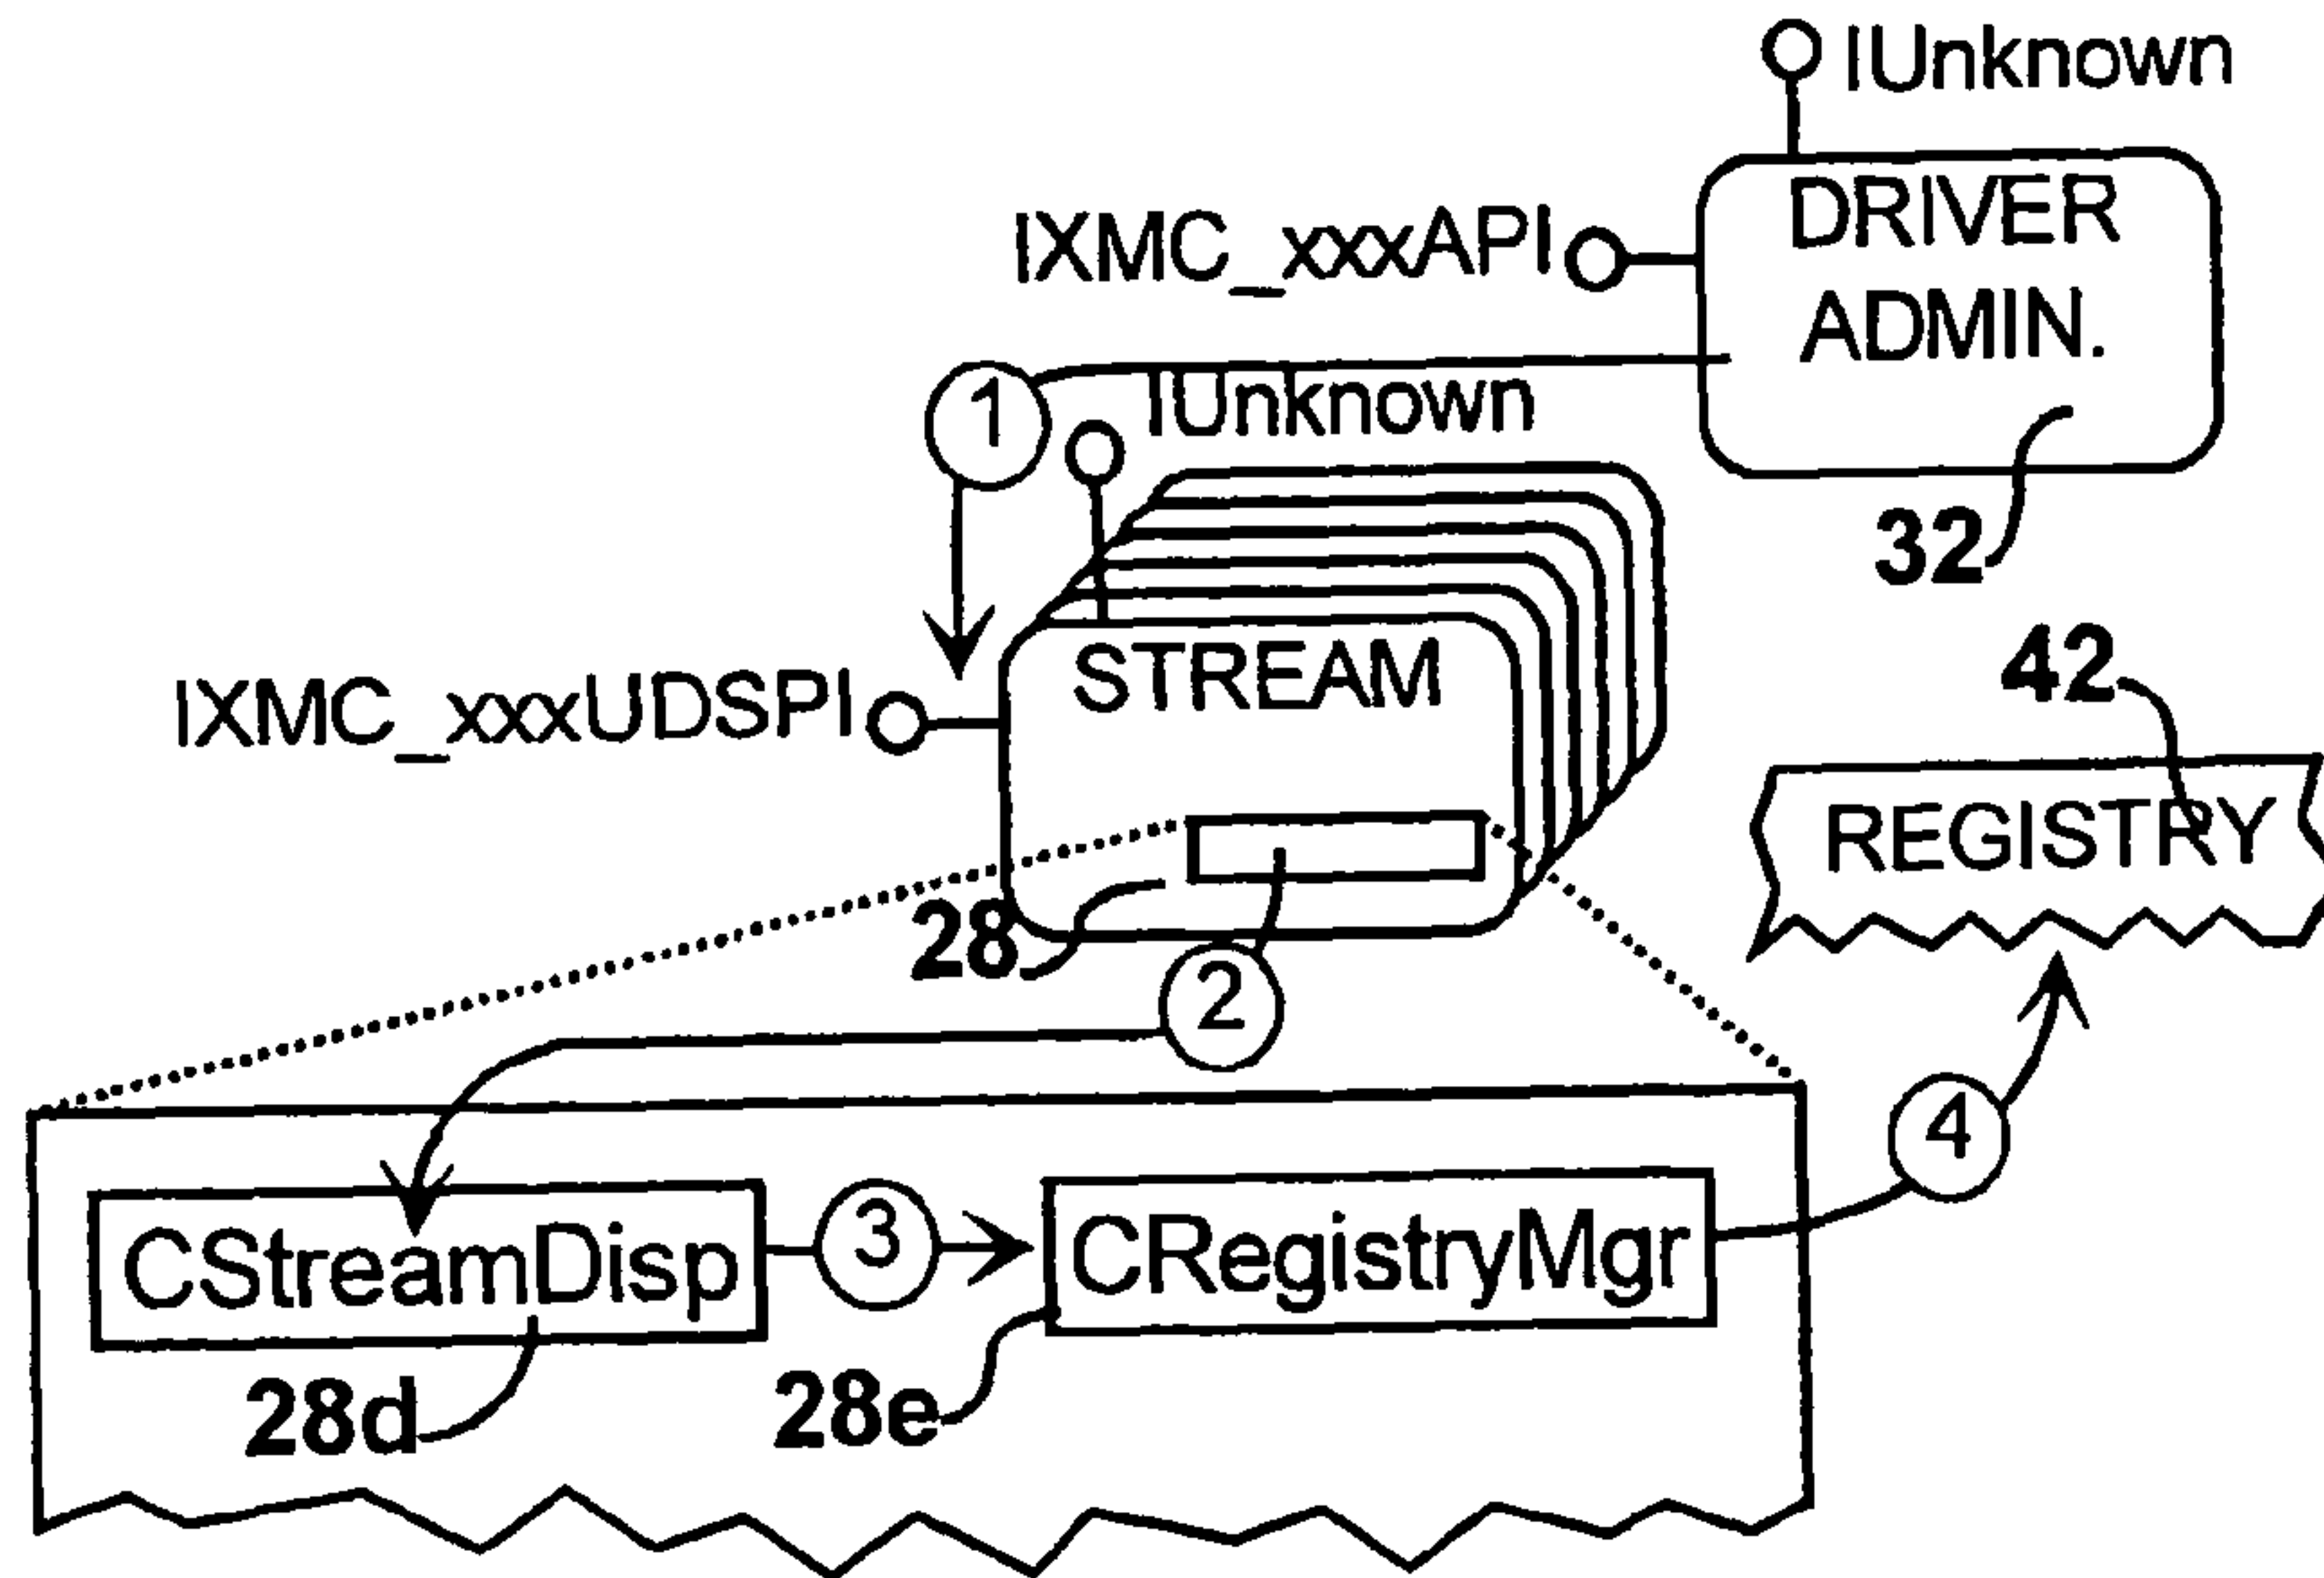 IUnknown
DRIVER
ADMIN.
IXMC_xxxAPI
1
IUnknown
32
STREAM
IXMC_xxxUDSPI
42
REGISTRY
28
2
4
CStreamDisp
3
CRegistryMgr
28d
28e